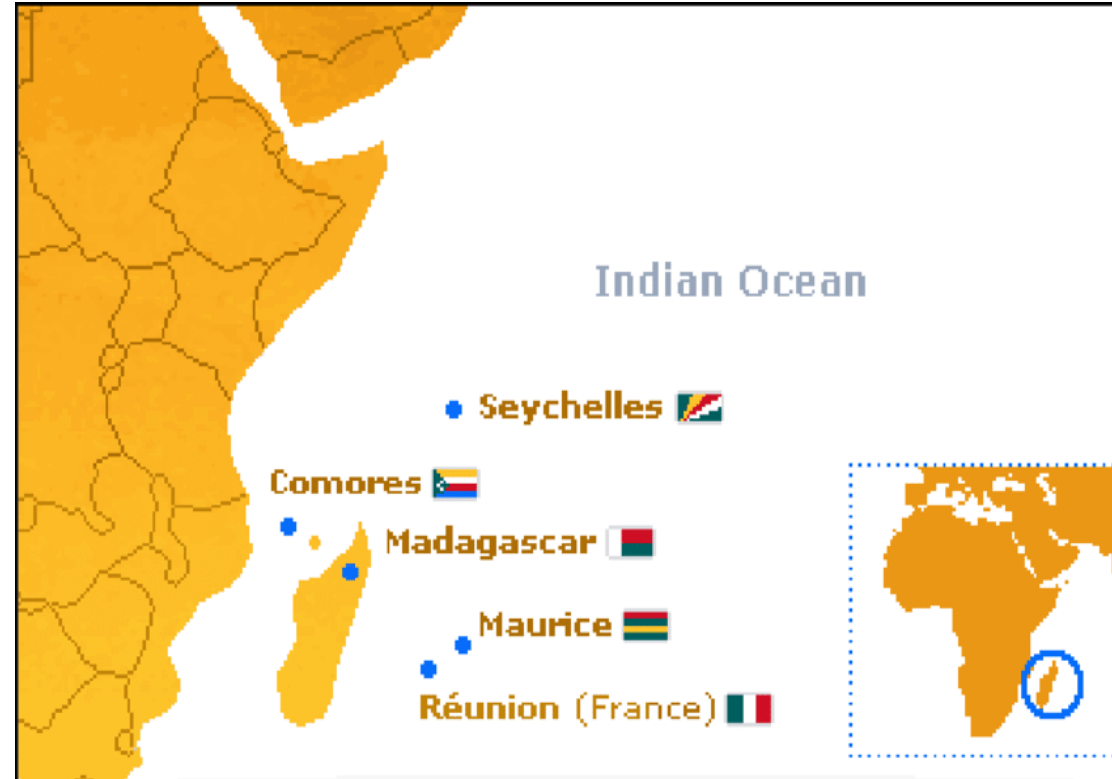 Indian Ocean
Seychelles
Comores
Madagascar
Maurice
Réunion (France)